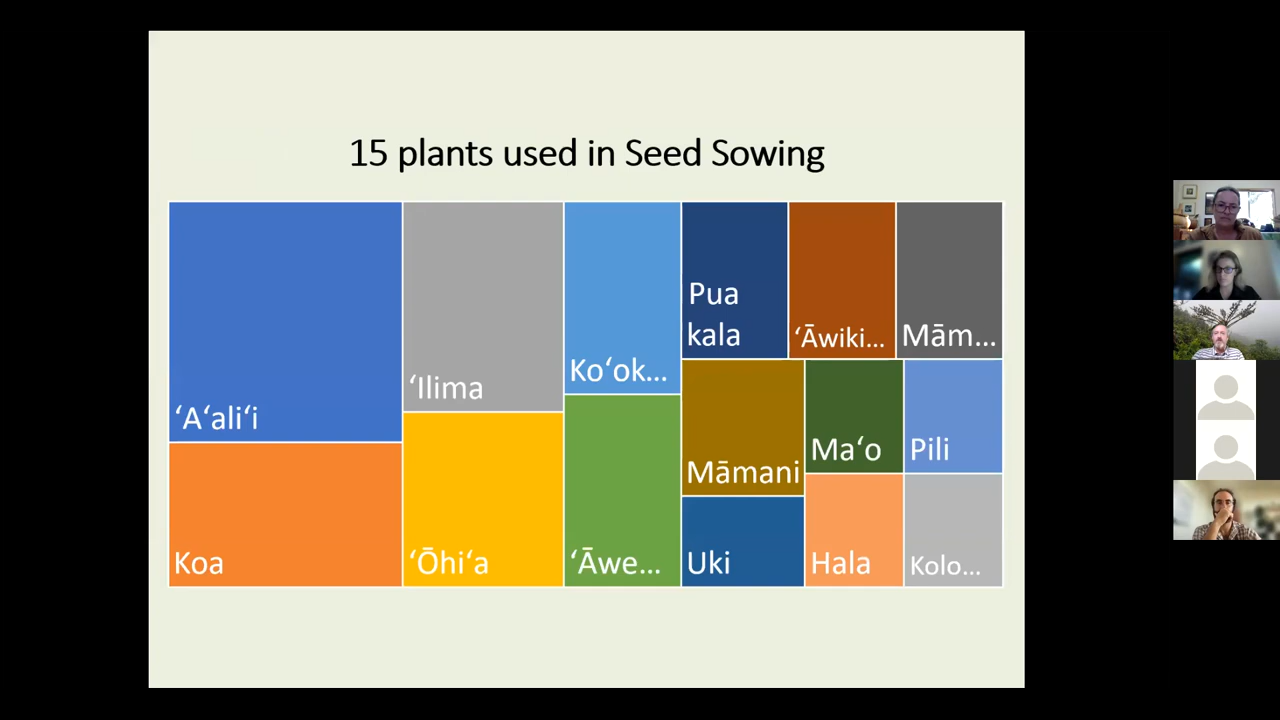 15 plants used in Seed Sowing
ʻAʻaliʻi
Koa
ʻIlima
ʻŌhiʻa
Koʻok...
ʻĀwe...
Pua
kala
ʻĀwiki...
Mām...
Māmani
Maʻo
Pili
Uki
Hala
Kolo...